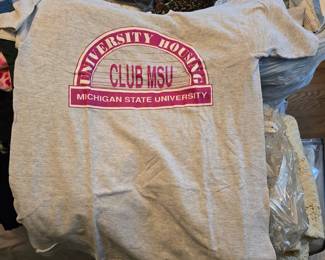 UNIVERSITY HOUSING
CLUB MSU
MICHIGAN STATE UNIVERSITY